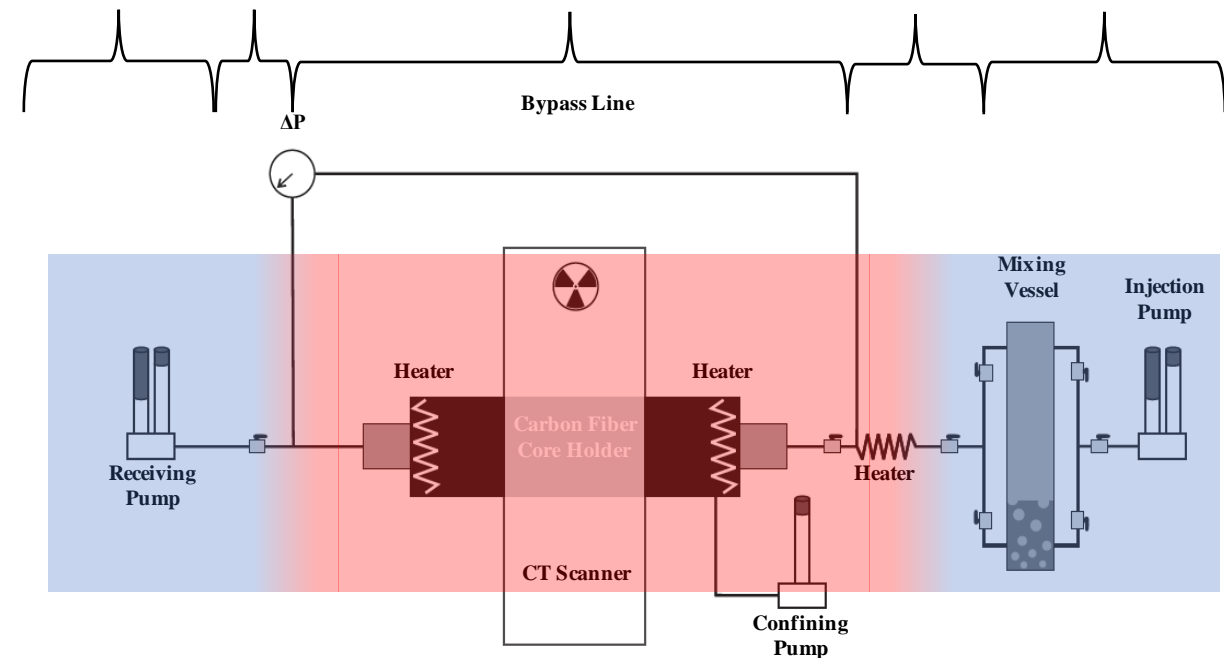 Bypass Line
ΔP
Mixing
Vessel
Injection
Pump
Heater
Heater
Carbon Fiber
Core Holder
Receiving
Pump
Heater
CT Scanner
Confining
Pump